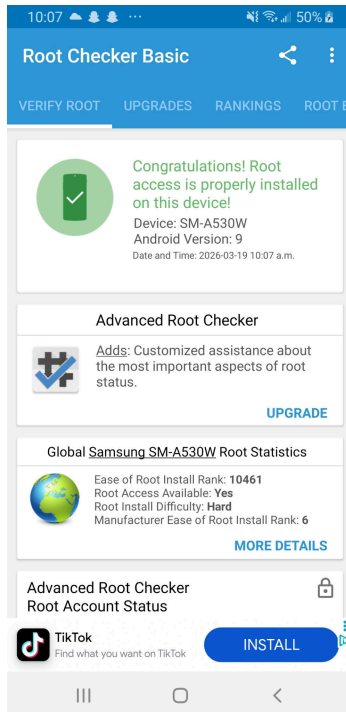 10:07
50%
Root Checker Basic
VERIFY ROOT UPGRADES RANKINGS ROOT
Congratulations! Root
access is properly installed
on this device!
Device: SM-A530W
Android Version: 9
Date and Time: 2026-03-19 10:07 a.m.
Advanced Root Checker
Adds: Customized assistance about
the most important aspects of root
status.
UPGRADE
Global Samsung SM-A530W Root Statistics
Ease of Root Install Rank: 10461
Root Access Available: Yes
Root Install Difficulty: Hard
Manufacturer Ease of Root Install Rank: 6
MORE DETAILS
Advanced Root Checker
Root Account Status
TikTok
Find what you want on TikTok
INSTALL